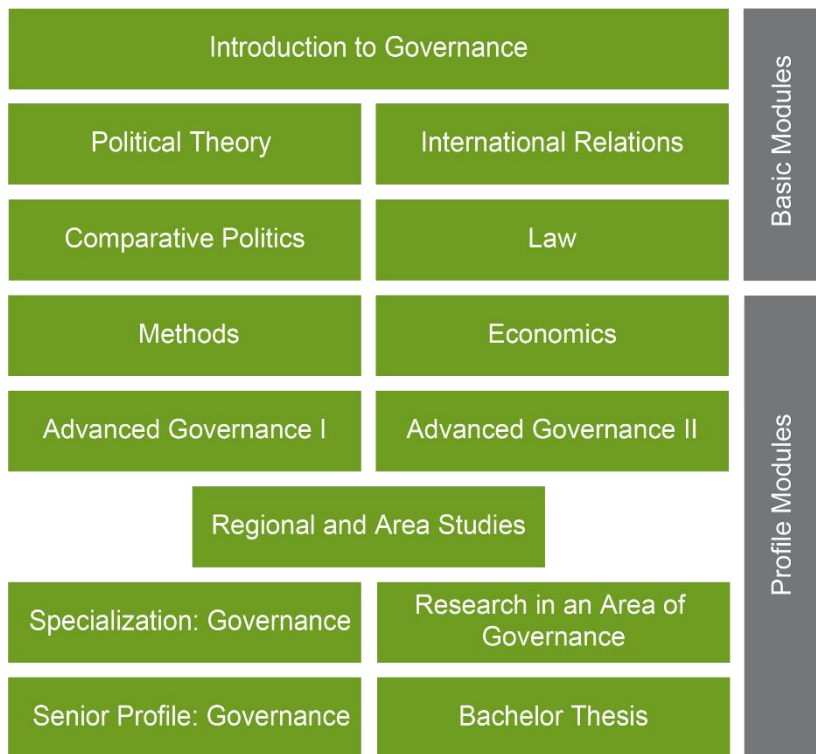 Introduction to Governance
Political Theory
International Relations
Comparative Politics
Law
Basic Modules
Methods
Economics
Advanced Governance I
Advanced Governance II
Regional and Area Studies
Specialization: Governance
Research in an Area of
Governance
Senior Profile: Governance
Bachelor Thesis
Profile Modules